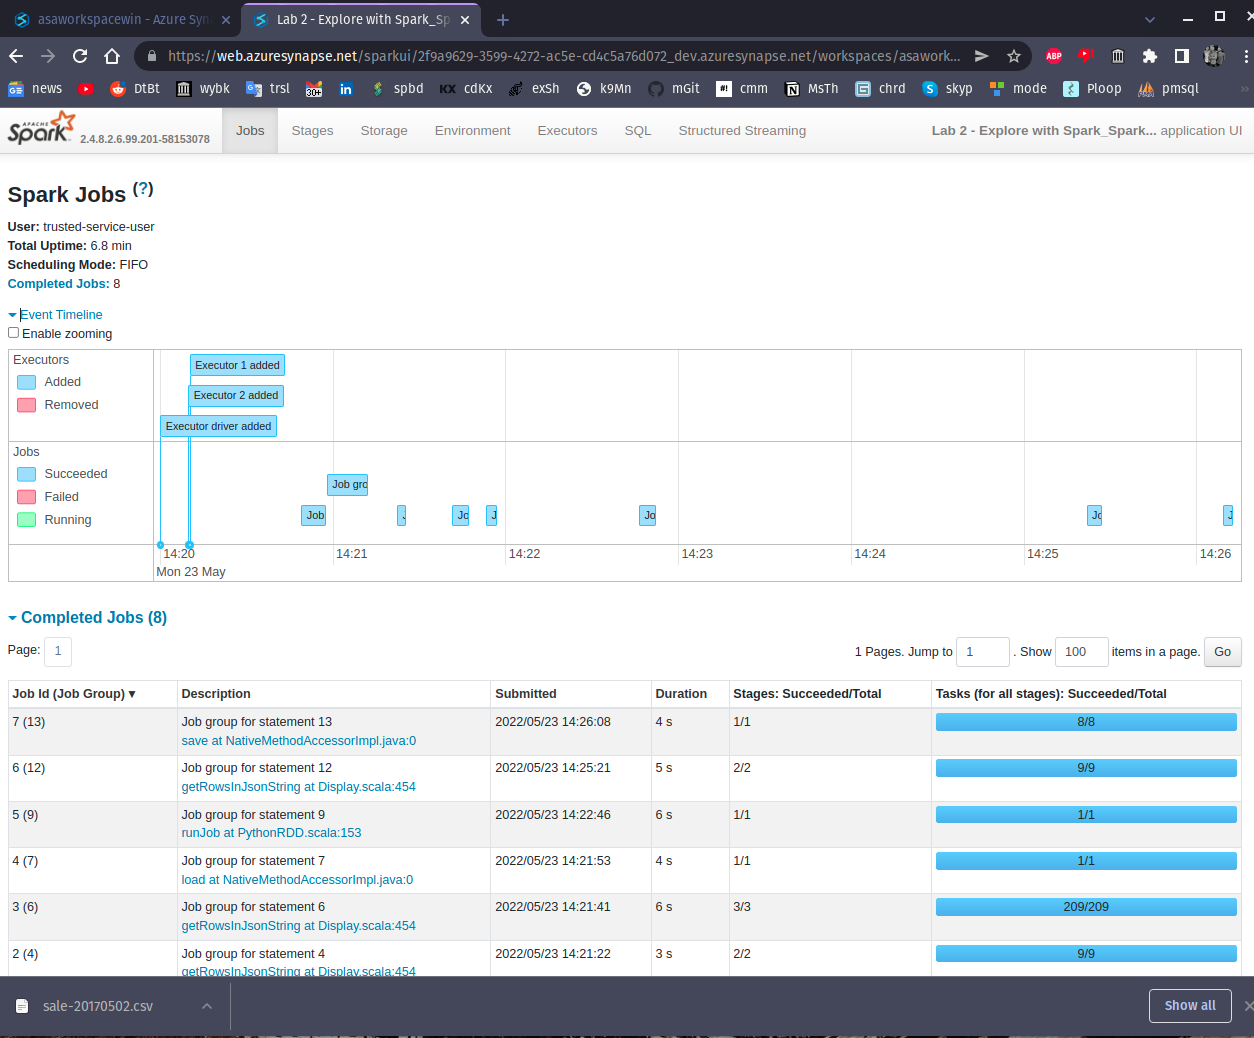 asaworkspacewin - Azure Syn
Lab 2 - Explore with Spark_Sp
https://web.azuresynapse.net/sparkui/2f9a9629-3599-4272-ac5e-cd4c5a76d072_dev.azuresynapse.net/workspaces/asawork...
ABP
news DtBt wybk trsl 30+ spbd KX cdKx exSh k9Mn mGit #! cmm MsTh chrd skyp mode Ploop pmsql »
APACHE Spark 2.4.8.2.6.99.201-58153078 Jobs Stages Storage Environment Executors SQL Structured Streaming Lab 2 - Explore with Spark_Spark... application UI
Spark Jobs (?)
User: trusted-service-user
Total Uptime: 6.8 min
Scheduling Mode: FIFO
Completed Jobs: 8
Event Timeline
Enable zooming
Executors
Added
Removed
Executor 1 added
Executor 2 added
Executor driver added
Jobs
Succeeded
Failed
Running
Job gro
Job J Jo J Jo Jo J
14:20 14:21 14:22 14:23 14:24 14:25 14:26
Mon 23 May
Completed Jobs (8)
Page: 1 1 Pages. Jump to 1 . Show 100 items in a page. Go
Job Id (Job Group) ▾ Description Submitted Duration Stages: Succeeded/Total Tasks (for all stages): Succeeded/Total
7 (13) Job group for statement 13 2022/05/23 14:26:08 4 s 1/1 8/8
save at NativeMethodAccessorImpl.java:0
6 (12) Job group for statement 12 2022/05/23 14:25:21 5 s 2/2 9/9
getRowsInJsonString at Display.scala:454
5 (9) Job group for statement 9 2022/05/23 14:22:46 6 s 1/1 1/1
runJob at PythonRDD.scala:153
4 (7) Job group for statement 7 2022/05/23 14:21:53 4 s 1/1 1/1
load at NativeMethodAccessorImpl.java:0
3 (6) Job group for statement 6 2022/05/23 14:21:41 6 s 3/3 209/209
getRowsInJsonString at Display.scala:454
2 (4) Job group for statement 4 2022/05/23 14:21:22 3 s 2/2 9/9
getRowsInJsonString at Display.scala:454
sale-20170502.csv Show all